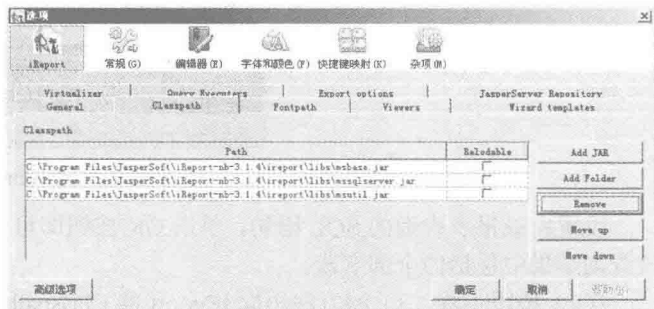 选项
iReport 常规(G) 编辑器(E) 字体和颜色(F) 快捷键映射(K) 杂项(M)
Virtualizer Query Executers Export options JasperServer Repository
General Classpath Fontpath Viewers Wizard templates
Classpath
Path Relodable
C:\Program Files\JasperSoft\iReport-nb-3.1.4\ireport\libs\msbase.jar
C:\Program Files\JasperSoft\iReport-nb-3.1.4\ireport\libs\mssqlserver.jar
C:\Program Files\JasperSoft\iReport-nb-3.1.4\ireport\libs\msutil.jar
Add JAR
Add Folder
Remove
Move up
Move down
高级选项 确定 取消